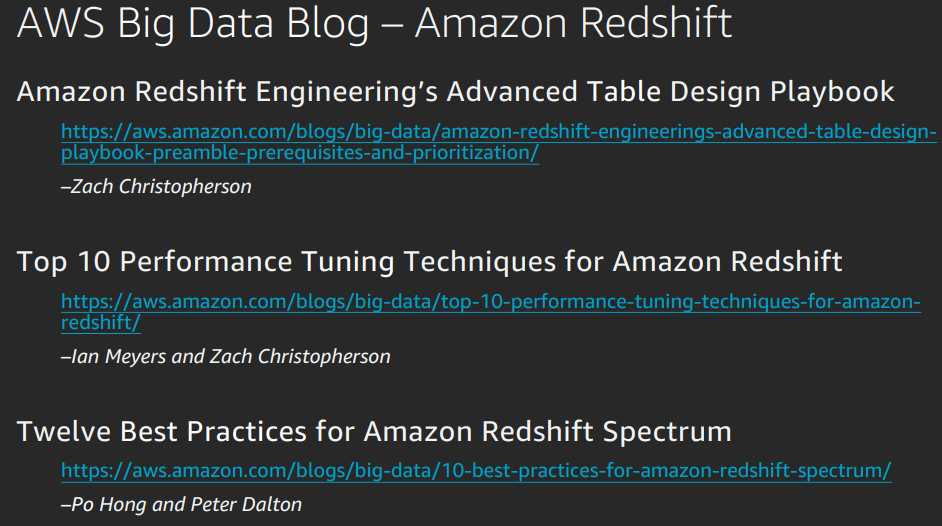 AWS Big Data Blog – Amazon Redshift
Amazon Redshift Engineering's Advanced Table Design Playbook
https://aws.amazon.com/blogs/big-data/amazon-redshift-engineerings-advanced-table-design-
playbook-preamble-prerequisites-and-prioritization/
–Zach Christopherson
Top 10 Performance Tuning Techniques for Amazon Redshift
https://aws.amazon.com/blogs/big-data/top-10-performance-tuning-techniques-for-amazon-
redshift/
–Ian Meyers and Zach Christopherson
Twelve Best Practices for Amazon Redshift Spectrum
https://aws.amazon.com/blogs/big-data/10-best-practices-for-amazon-redshift-spectrum/
–Po Hong and Peter Dalton